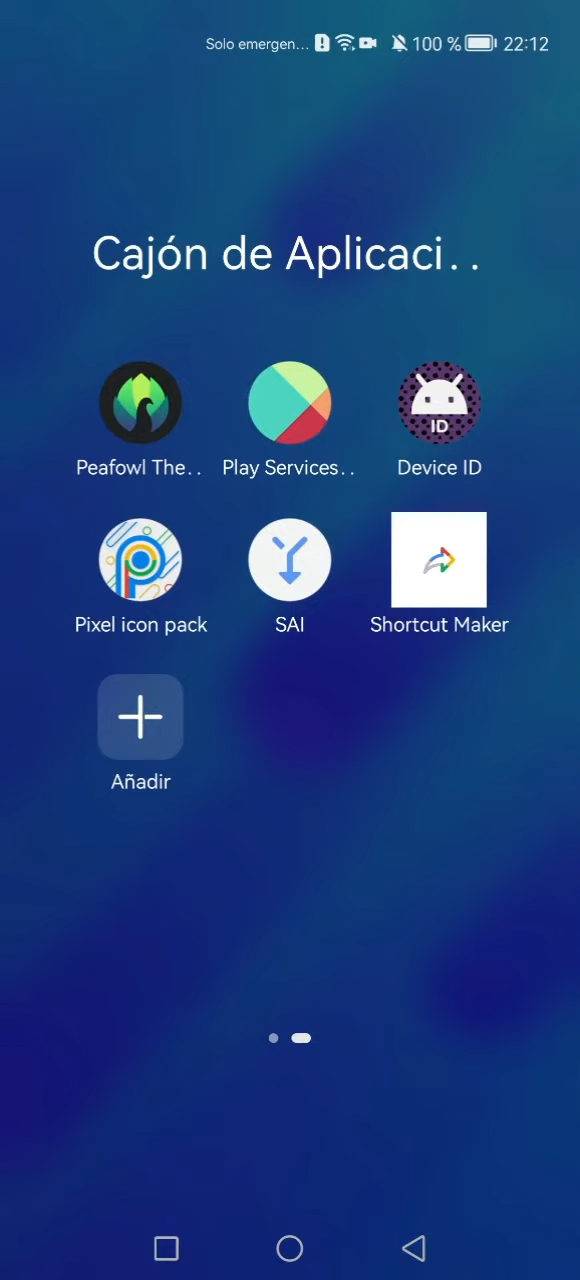 Solo emergen... 100 % 22:12
Cajón de Aplicaci..
Peafowl The.. Play Services.. Device ID
ID
Pixel icon pack SAI Shortcut Maker
Añadir